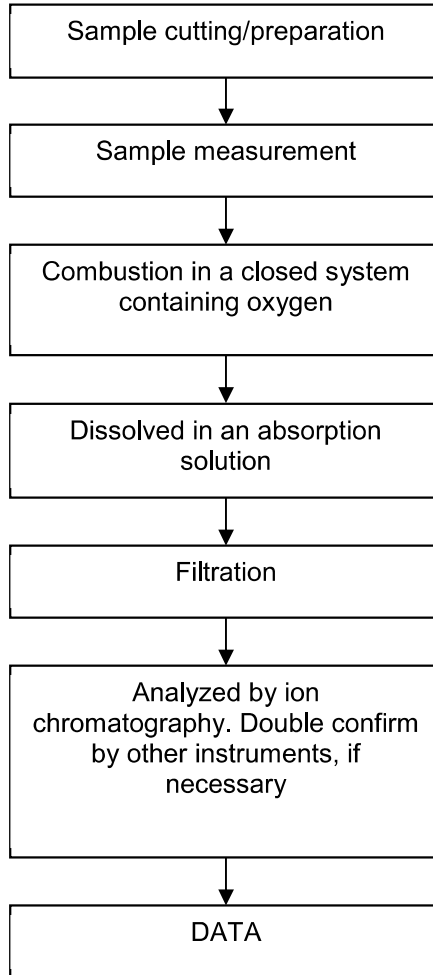 Sample cutting/preparation
Sample measurement
Combustion in a closed system
containing oxygen
Dissolved in an absorption
solution
Filtration
Analyzed by ion
chromatography. Double confirm
by other instruments, if
necessary
DATA